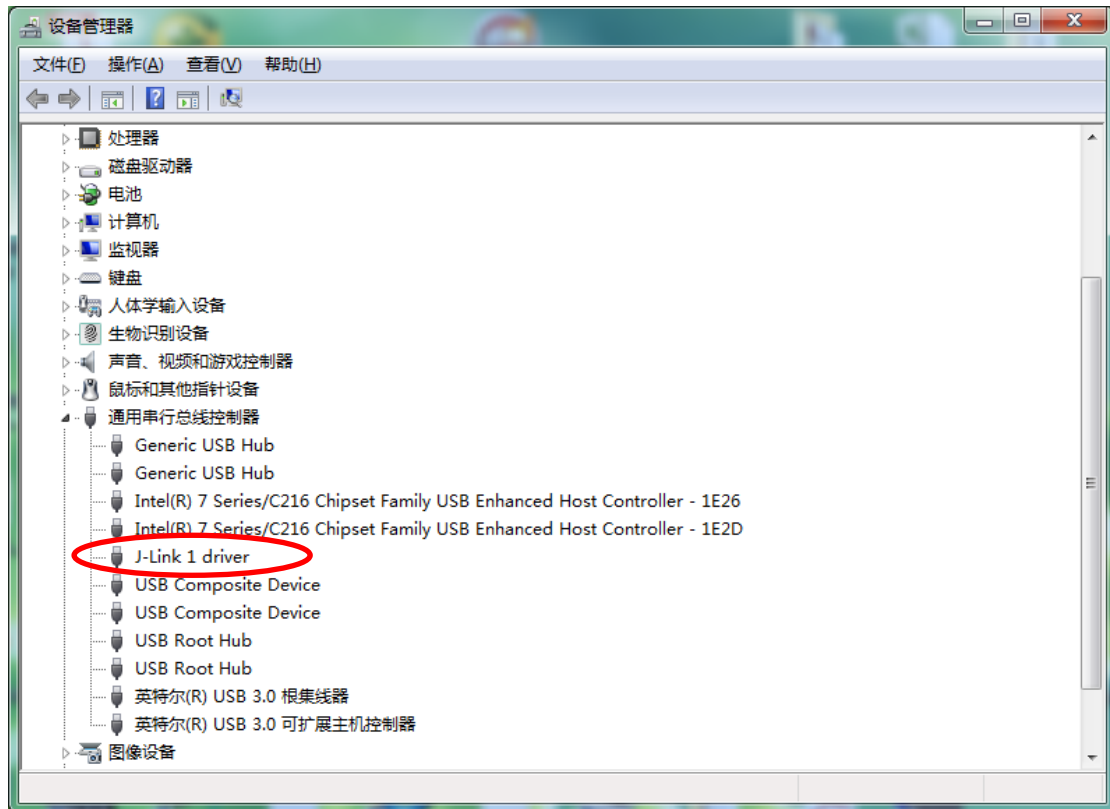 设备管理器
文件(F) 操作(A) 查看(V) 帮助(H)
处理器
磁盘驱动器
电池
计算机
监视器
键盘
人体学输入设备
生物识别设备
声音、视频和游戏控制器
鼠标和其他指针设备
通用串行总线控制器
Generic USB Hub
Generic USB Hub
Intel(R) 7 Series/C216 Chipset Family USB Enhanced Host Controller - 1E26
Intel(R) 7 Series/C216 Chipset Family USB Enhanced Host Controller - 1E2D
J-Link 1 driver
USB Composite Device
USB Composite Device
USB Root Hub
USB Root Hub
英特尔(R) USB 3.0 根集线器
英特尔(R) USB 3.0 可扩展主机控制器
图像设备